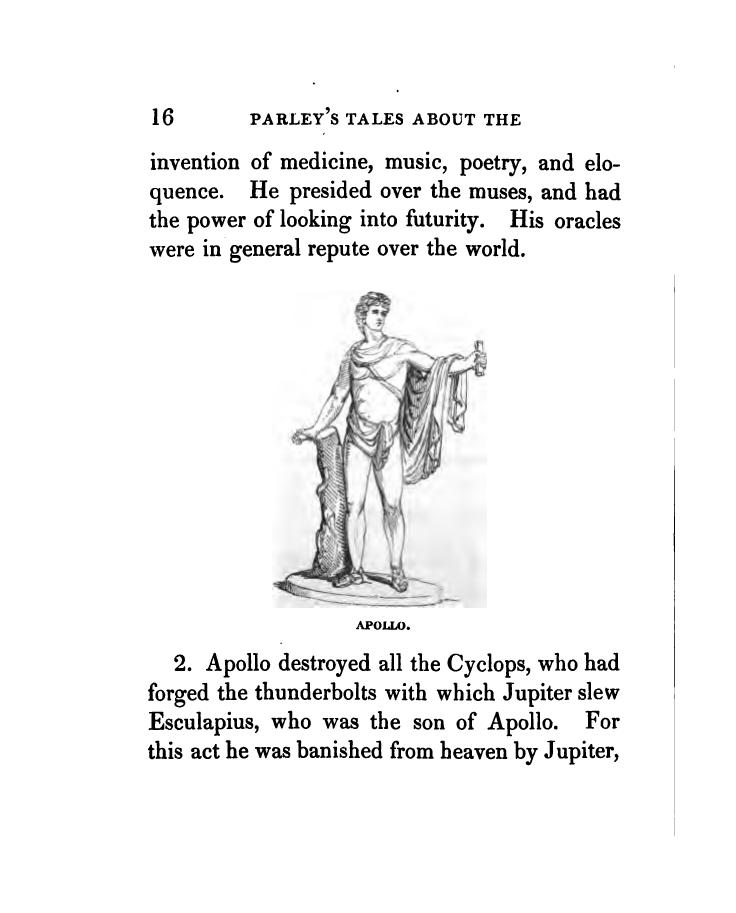 16 PARLEY'S TALES ABOUT THE
invention of medicine, music, poetry, and elo-
quence. He presided over the muses, and had
the power of looking into futurity. His oracles
were in general repute over the world.
APOLLO.
2. Apollo destroyed all the Cyclops, who had
forged the thunderbolts with which Jupiter slew
Esculapius, who was the son of Apollo. For
this act he was banished from heaven by Jupiter,